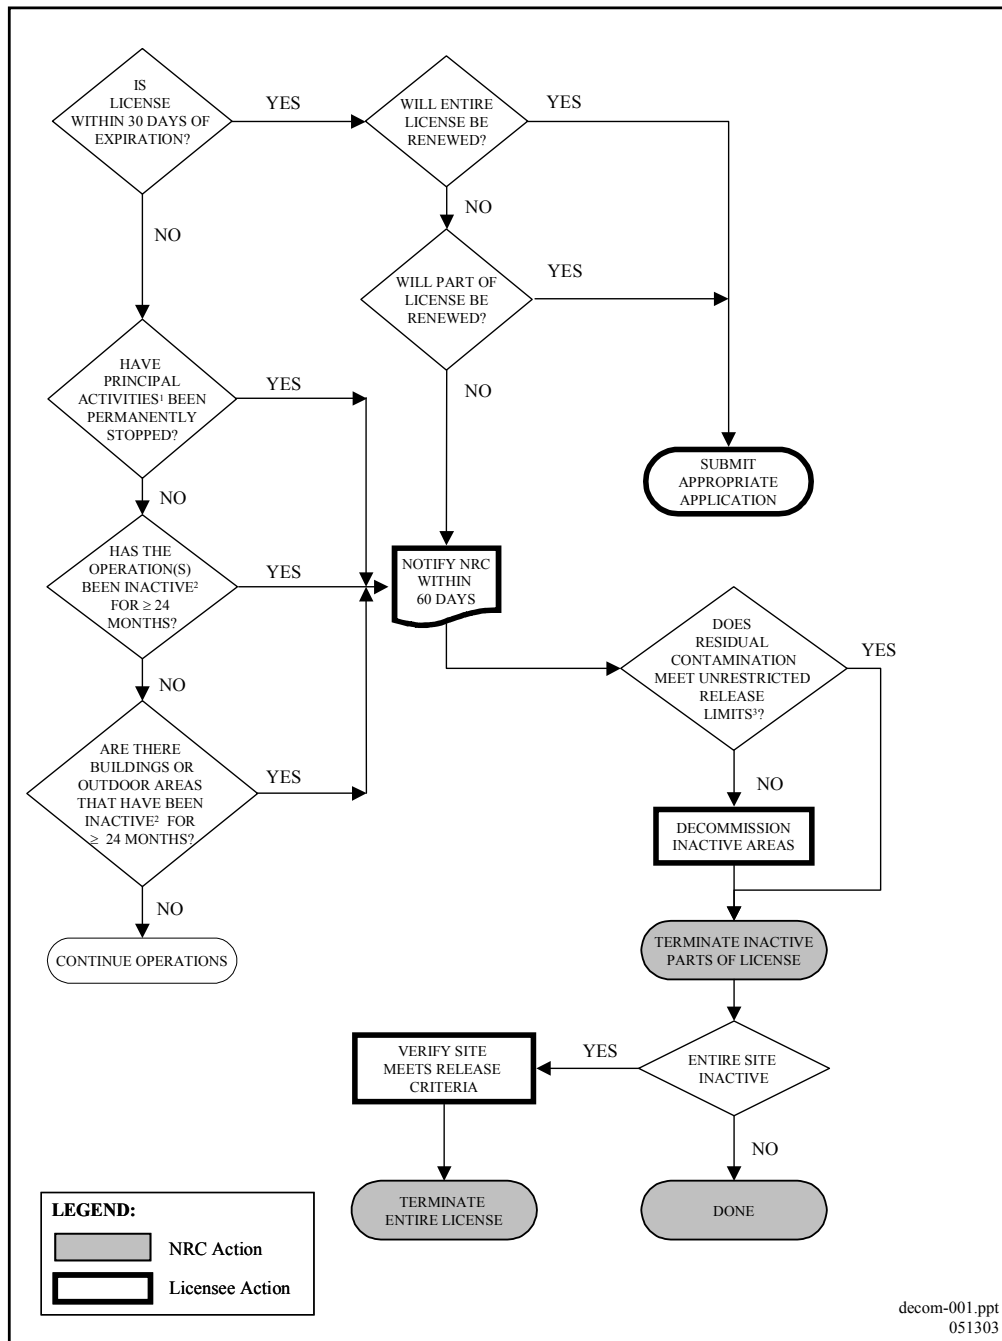 IS
LICENSE
WITHIN 30 DAYS OF
EXPIRATION?
YES
WILL ENTIRE
LICENSE BE
RENEWED?
YES
NO
NO
WILL PART OF
LICENSE BE
RENEWED?
YES
NO
HAVE
PRINCIPAL
ACTIVITIES¹ BEEN
PERMANENTLY
STOPPED?
YES
NO
SUBMIT
APPROPRIATE
APPLICATION
HAS THE
OPERATION(S)
BEEN INACTIVE²
FOR ≥ 24
MONTHS?
YES
NO
NOTIFY NRC
WITHIN
60 DAYS
DOES
RESIDUAL
CONTAMINATION
MEET UNRESTRICTED
RELEASE
LIMITS³?
YES
NO
ARE THERE
BUILDINGS OR
OUTDOOR AREAS
THAT HAVE BEEN
INACTIVE² FOR
≥ 24 MONTHS?
YES
NO
DECOMMISSION
INACTIVE AREAS
CONTINUE OPERATIONS
TERMINATE INACTIVE
PARTS OF LICENSE
ENTIRE SITE
INACTIVE
YES
VERIFY SITE
MEETS RELEASE
CRITERIA
NO
TERMINATE
ENTIRE LICENSE
DONE
LEGEND:
NRC Action
Licensee Action
decom-001.ppt
051303